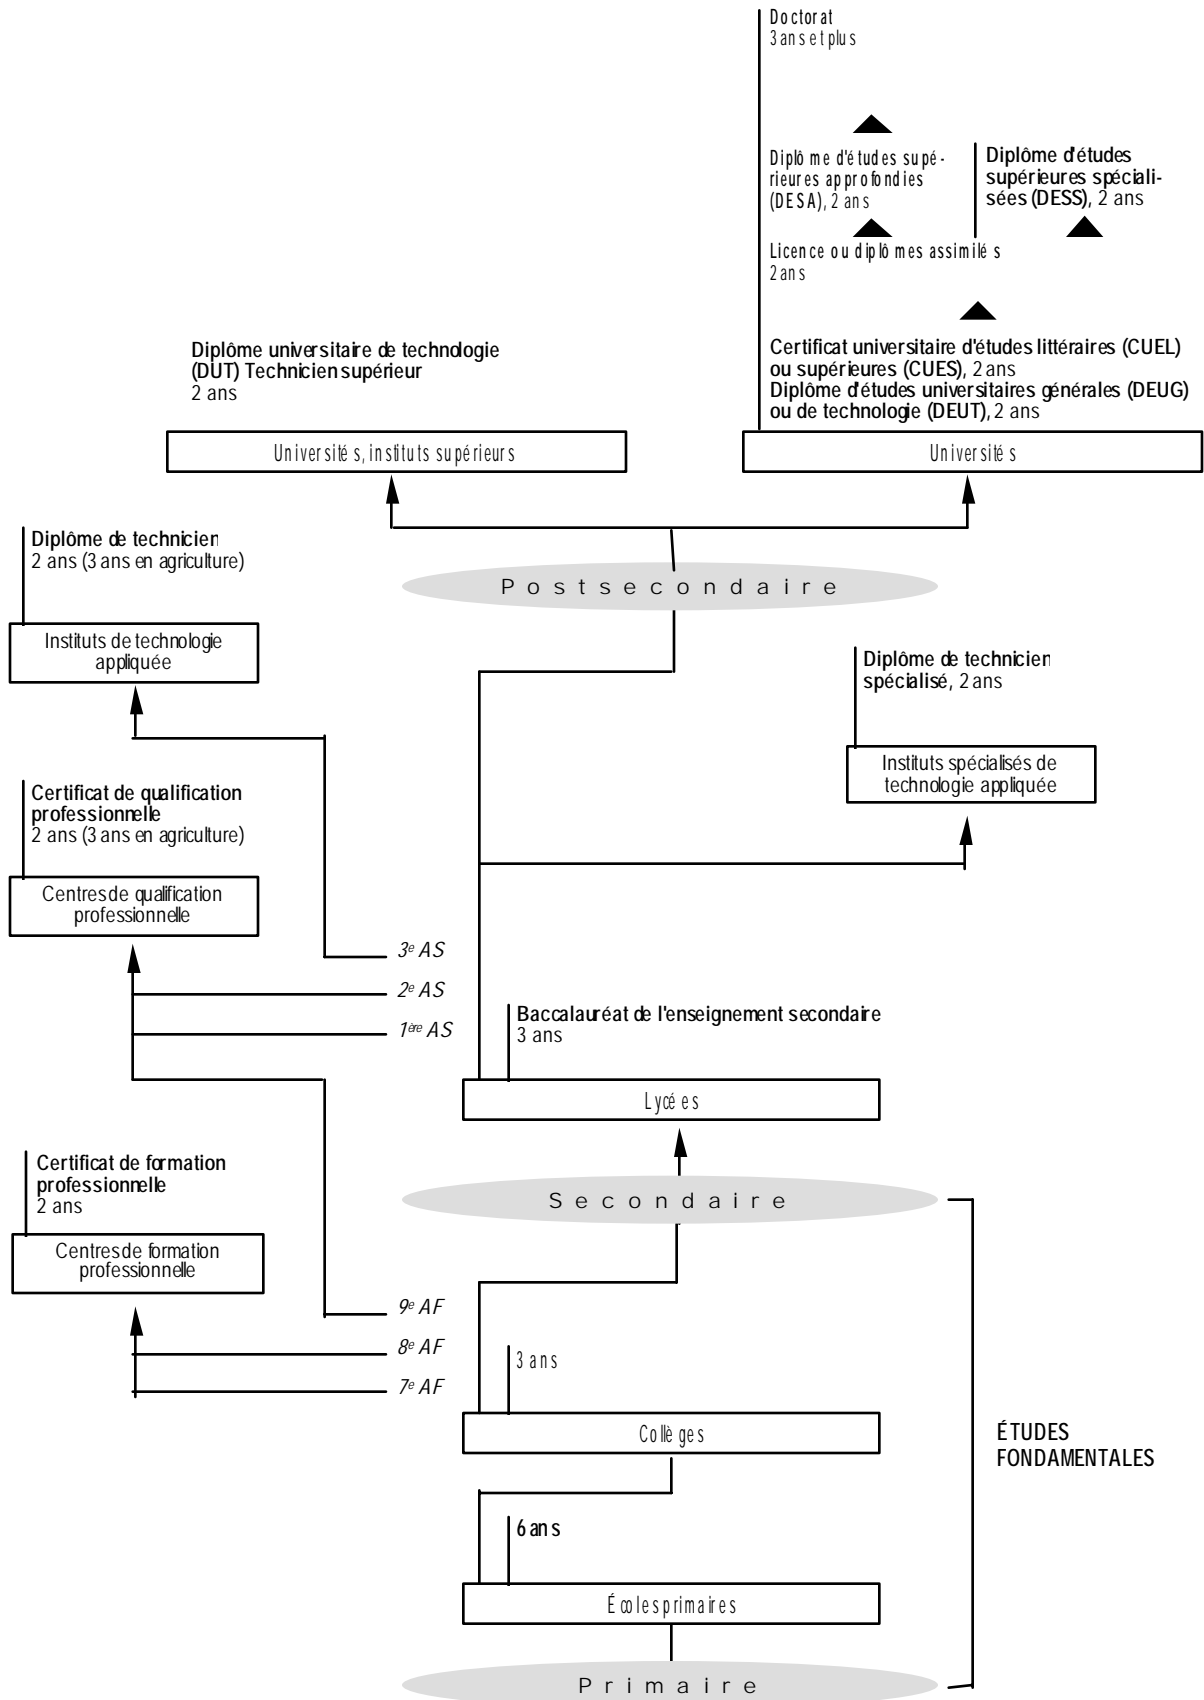 Doctorat
3 ans et plus
Diplôme d'études supé-
rieures approfondies
(DESA), 2 ans
Diplôme d'études
supérieures spéciali-
sées (DESS), 2 ans
Licence ou diplômes assimilés
2 ans
Certificat universitaire d'études littéraires (CUEL)
ou supérieures (CUES), 2 ans
Diplôme d'études universitaires générales (DEUG)
ou de technologie (DEUT), 2 ans
Diplôme universitaire de technologie
(DUT) Technicien supérieur
2 ans
Universités, instituts supérieurs
Universités
Diplôme de technicien
2 ans (3 ans en agriculture)
Postsecondaire
Instituts de technologie
appliquée
Diplôme de technicien
spécialisé, 2 ans
Instituts spécialisés de
technologie appliquée
Certificat de qualification
professionnelle
2 ans (3 ans en agriculture)
Centres de qualification
professionnelle
3e AS
2e AS
1ère AS
Baccalauréat de l'enseignement secondaire
3 ans
Lycées
Certificat de formation
professionnelle
2 ans
Secondaire
Centres de formation
professionnelle
9e AF
8e AF
7e AF
3 ans
Collèges
ÉTUDES
FONDAMENTALES
6 ans
Écoles primaires
Primaire